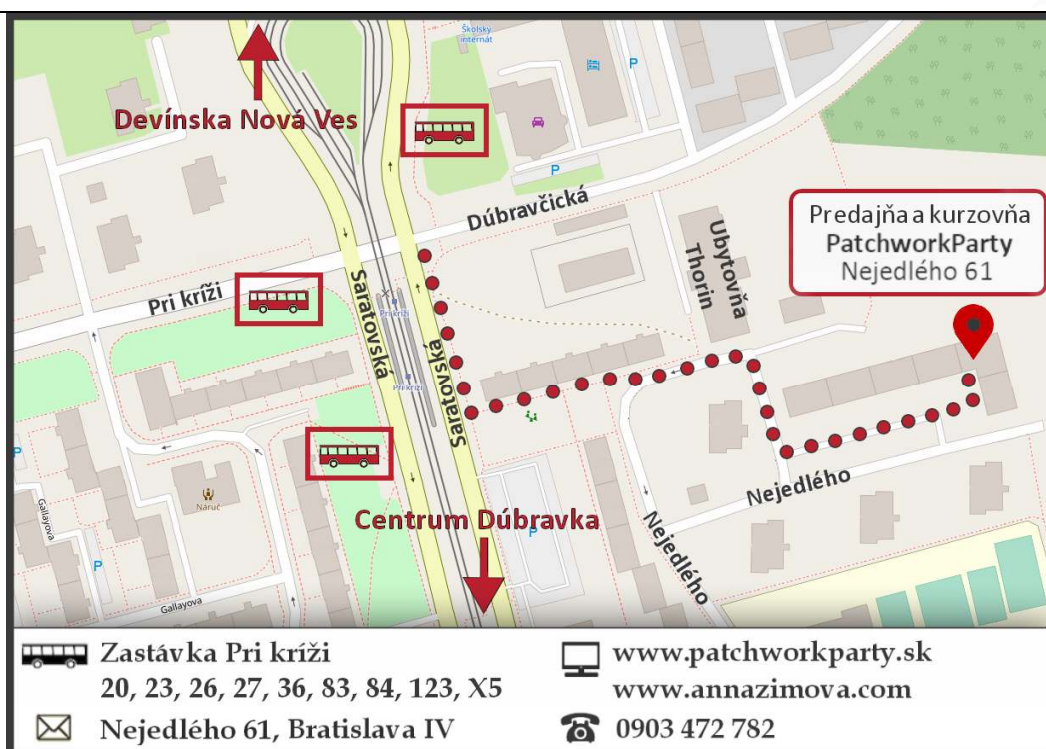 Školský
internát
P
P
Devínska Nová Ves
P
Dúbravčická
Predajňa a kurzovňa
PatchworkParty
Nejedlého 61
Ubytovňa
Thorin
Pri kríži
Saratovská
Pri kríži
Saratovská
Pri kríži
P
Nejedlého
Naruč
Gallayova
Centrum Dúbravka
P
Nejedlého
P
Gallayova
Zastávka Pri kríži
20, 23, 26, 27, 36, 83, 84, 123, X5
Nejedlého 61, Bratislava IV
www.patchworkparty.sk
www.annazimova.com
0903 472 782